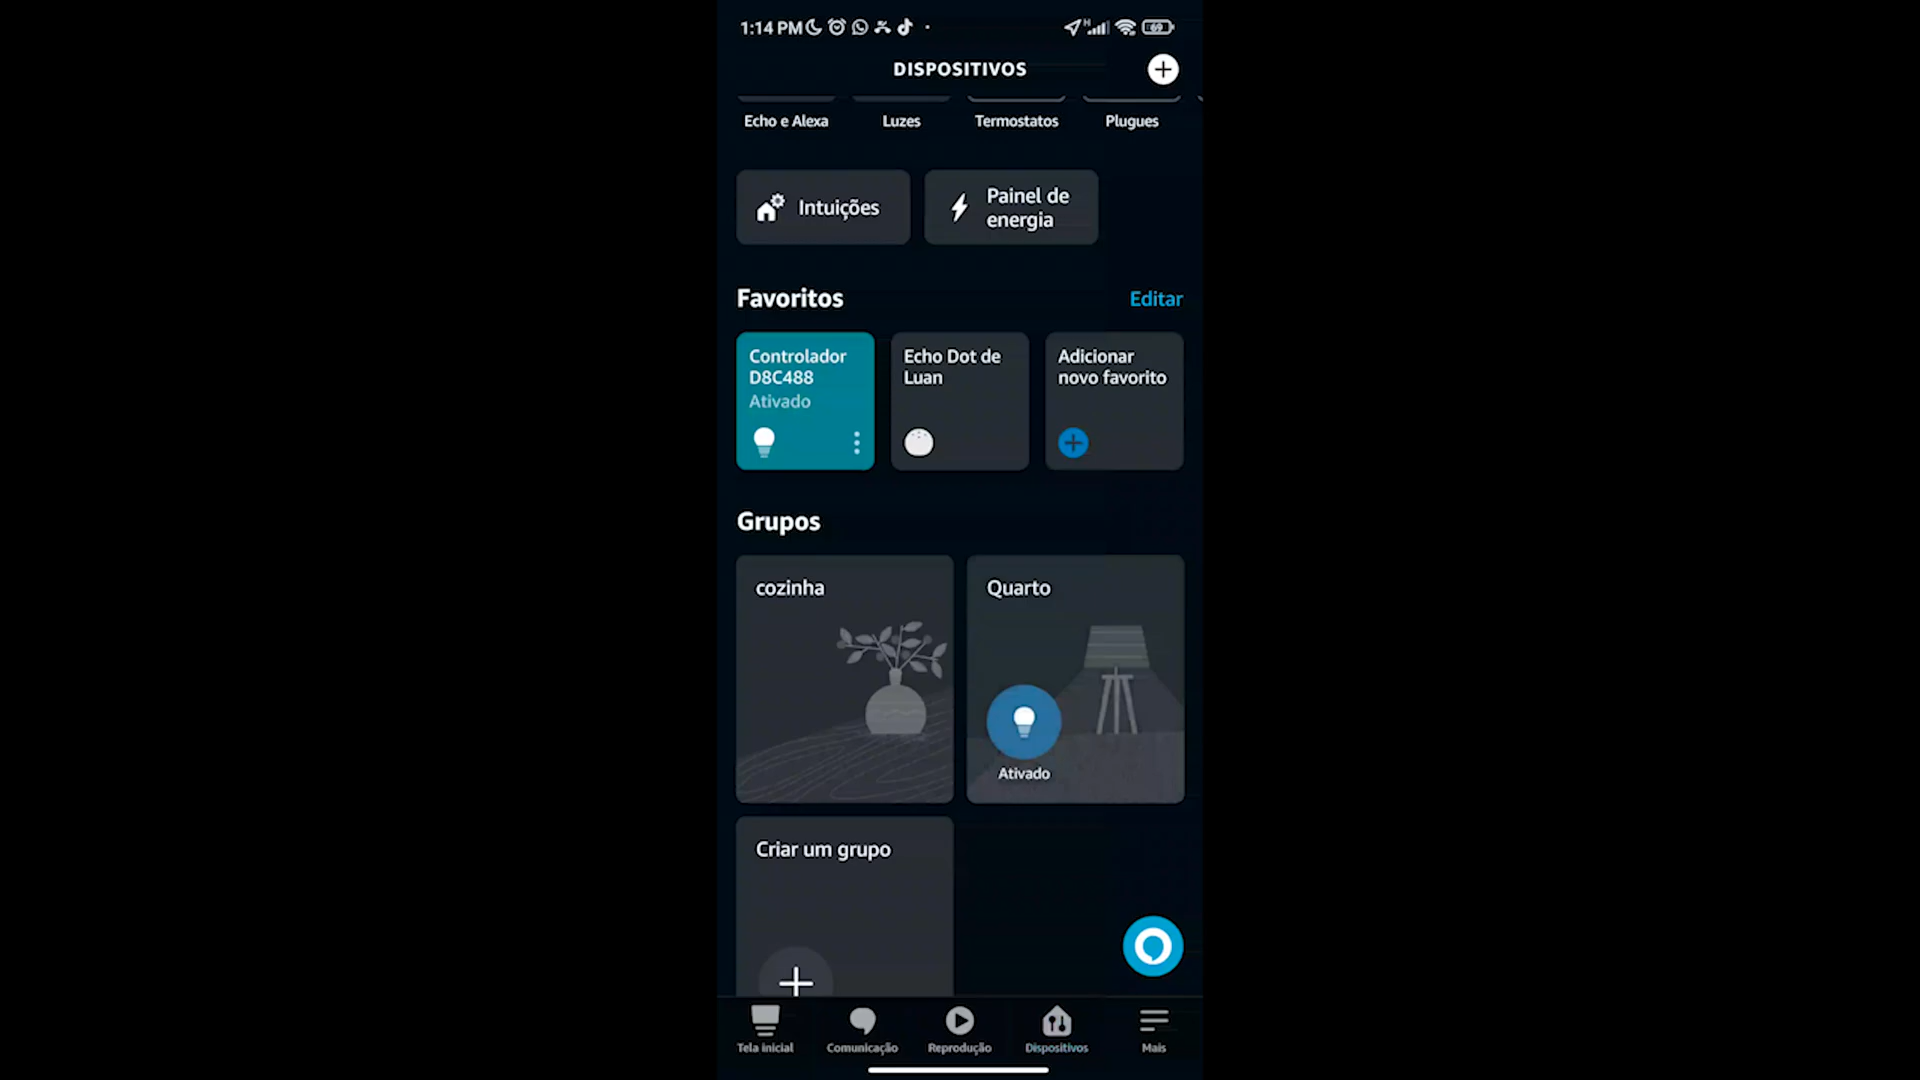 1:14 PM
H
69
DISPOSITIVOS
Echo e Alexa
Luzes
Termostatos
Plugues
Intuições
Painel de
energia
Favoritos
Editar
Controlador
D8C488
Ativado
Echo Dot de
Luan
Adicionar
novo favorito
Grupos
cozinha
Quarto
Ativado
Criar um grupo
Tela inicial
Comunicação
Reprodução
Dispositivos
Mais